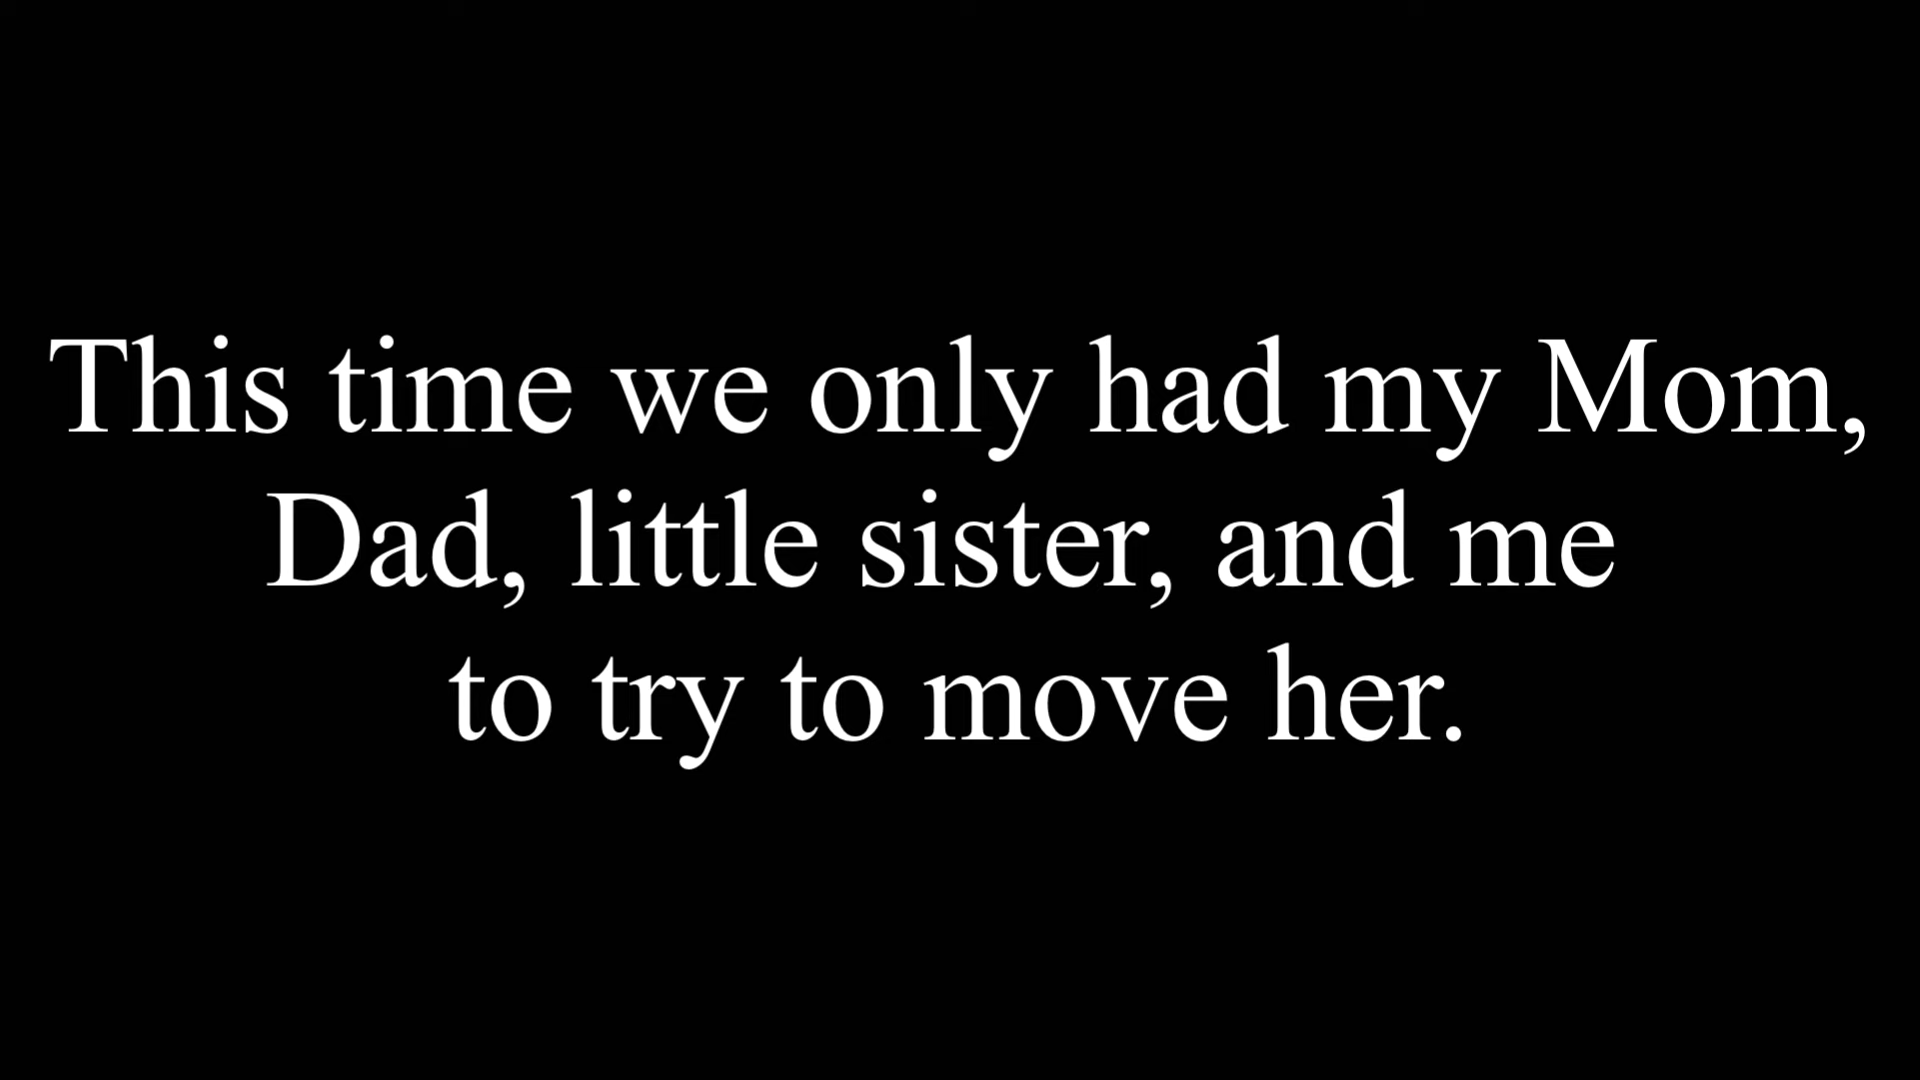 This time we only had my Mom,
Dad, little sister, and me
to try to move her.